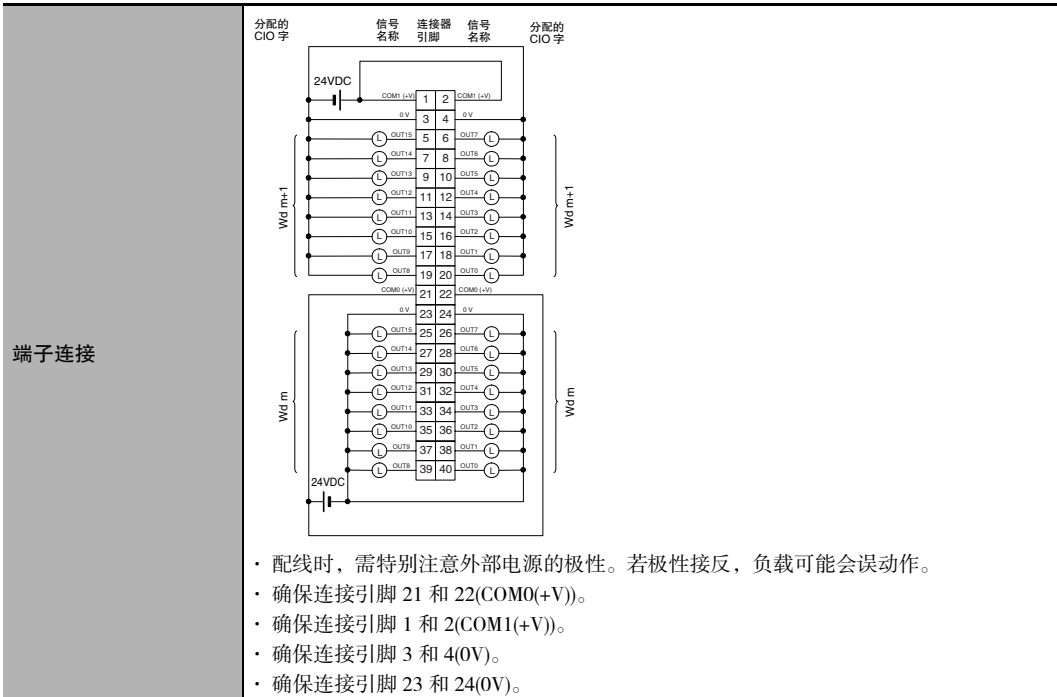 分配的 信号 连接器 信号 分配的
CIO 字 名称 引脚 名称 CIO 字
24VDC
COM1 (+V) 1 2 COM1 (+V)
0 V 3 4 0 V
L OUT15 5 6 OUT7 L
L OUT14 7 8 OUT6 L
L OUT13 9 10 OUT5 L
L OUT12 11 12 OUT4 L
Wd m+1 Wd m+1
L OUT11 13 14 OUT3 L
L OUT10 15 16 OUT2 L
L OUT9 17 18 OUT1 L
L OUT8 19 20 OUT0 L
COM0 (+V) 21 22 COM0 (+V)
0 V 23 24 0 V
L OUT15 25 26 OUT7 L
端子连接
L OUT14 27 28 OUT6 L
L OUT13 29 30 OUT5 L
L OUT12 31 32 OUT4 L
Wd m Wd m
L OUT11 33 34 OUT3 L
L OUT10 35 36 OUT2 L
L OUT9 37 38 OUT1 L
L OUT8 39 40 OUT0 L
24VDC
· 配线时，需特别注意外部电源的极性。若极性接反，负载可能会误动作。
· 确保连接引脚 21 和 22(COM0(+V))。
· 确保连接引脚 1 和 2(COM1(+V))。
· 确保连接引脚 3 和 4(0V)。
· 确保连接引脚 23 和 24(0V)。